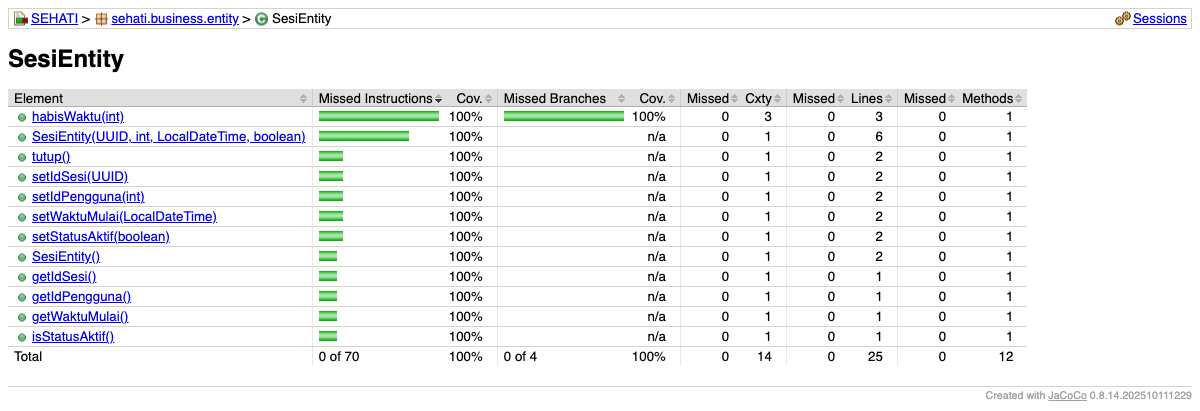 SEHATI > sehati.business.entity > SesiEntity Sessions
SesiEntity
Element Missed Instructions Cov. Missed Branches Cov. Missed Cxty Missed Lines Missed Methods
habisWaktu(int) 100% 100% 0 3 0 3 0 1
SesiEntity(UUID, int, LocalDateTime, boolean) 100% n/a 0 1 0 6 0 1
tutup() 100% n/a 0 1 0 2 0 1
setIdSesi(UUID) 100% n/a 0 1 0 2 0 1
setIdPengguna(int) 100% n/a 0 1 0 2 0 1
setWaktuMulai(LocalDateTime) 100% n/a 0 1 0 2 0 1
setStatusAktif(boolean) 100% n/a 0 1 0 2 0 1
SesiEntity() 100% n/a 0 1 0 2 0 1
getIdSesi() 100% n/a 0 1 0 1 0 1
getIdPengguna() 100% n/a 0 1 0 1 0 1
getWaktuMulai() 100% n/a 0 1 0 1 0 1
isStatusAktif() 100% n/a 0 1 0 1 0 1
Total 0 of 70 100% 0 of 4 100% 0 14 0 25 0 12
Created with JaCoCo 0.8.14.202510111229